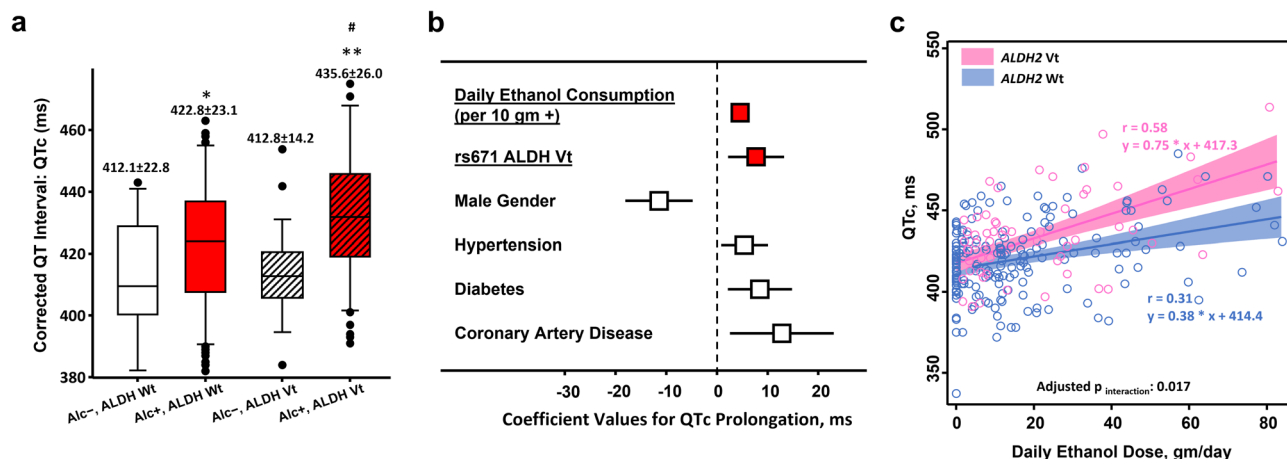 a
Corrected QT Interval: QTc (ms)
460
440
420
400
380
412.1±22.8
*
422.8±23.1
412.8±14.2
#
**
435.6±26.0
Alc−, ALDH Wt
Alc+, ALDH Wt
Alc−, ALDH Vt
Alc+, ALDH Vt
b
Daily Ethanol Consumption
(per 10 gm +)
rs671 ALDH Vt
Male Gender
Hypertension
Diabetes
Coronary Artery Disease
-30
-10
0
10
20
Coefficient Values for QTc Prolongation, ms
c
QTc, ms
550
500
450
400
350
ALDH2 Vt
ALDH2 Wt
r = 0.58
y = 0.75 * x + 417.3
r = 0.31
y = 0.38 * x + 414.4
Adjusted p interaction: 0.017
0 20 40 60 80
Daily Ethanol Dose, gm/day